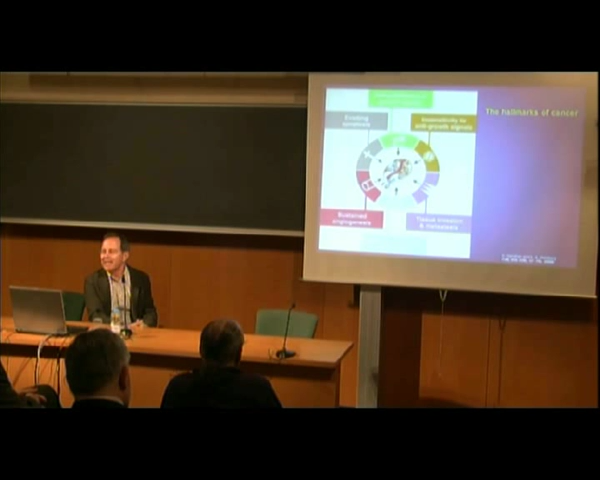 The hallmarks of cancer
Evading
apoptosis
Insensitivity to
anti-growth signals
Sustained
angiogenesis
Tissue invasion
& metastasis